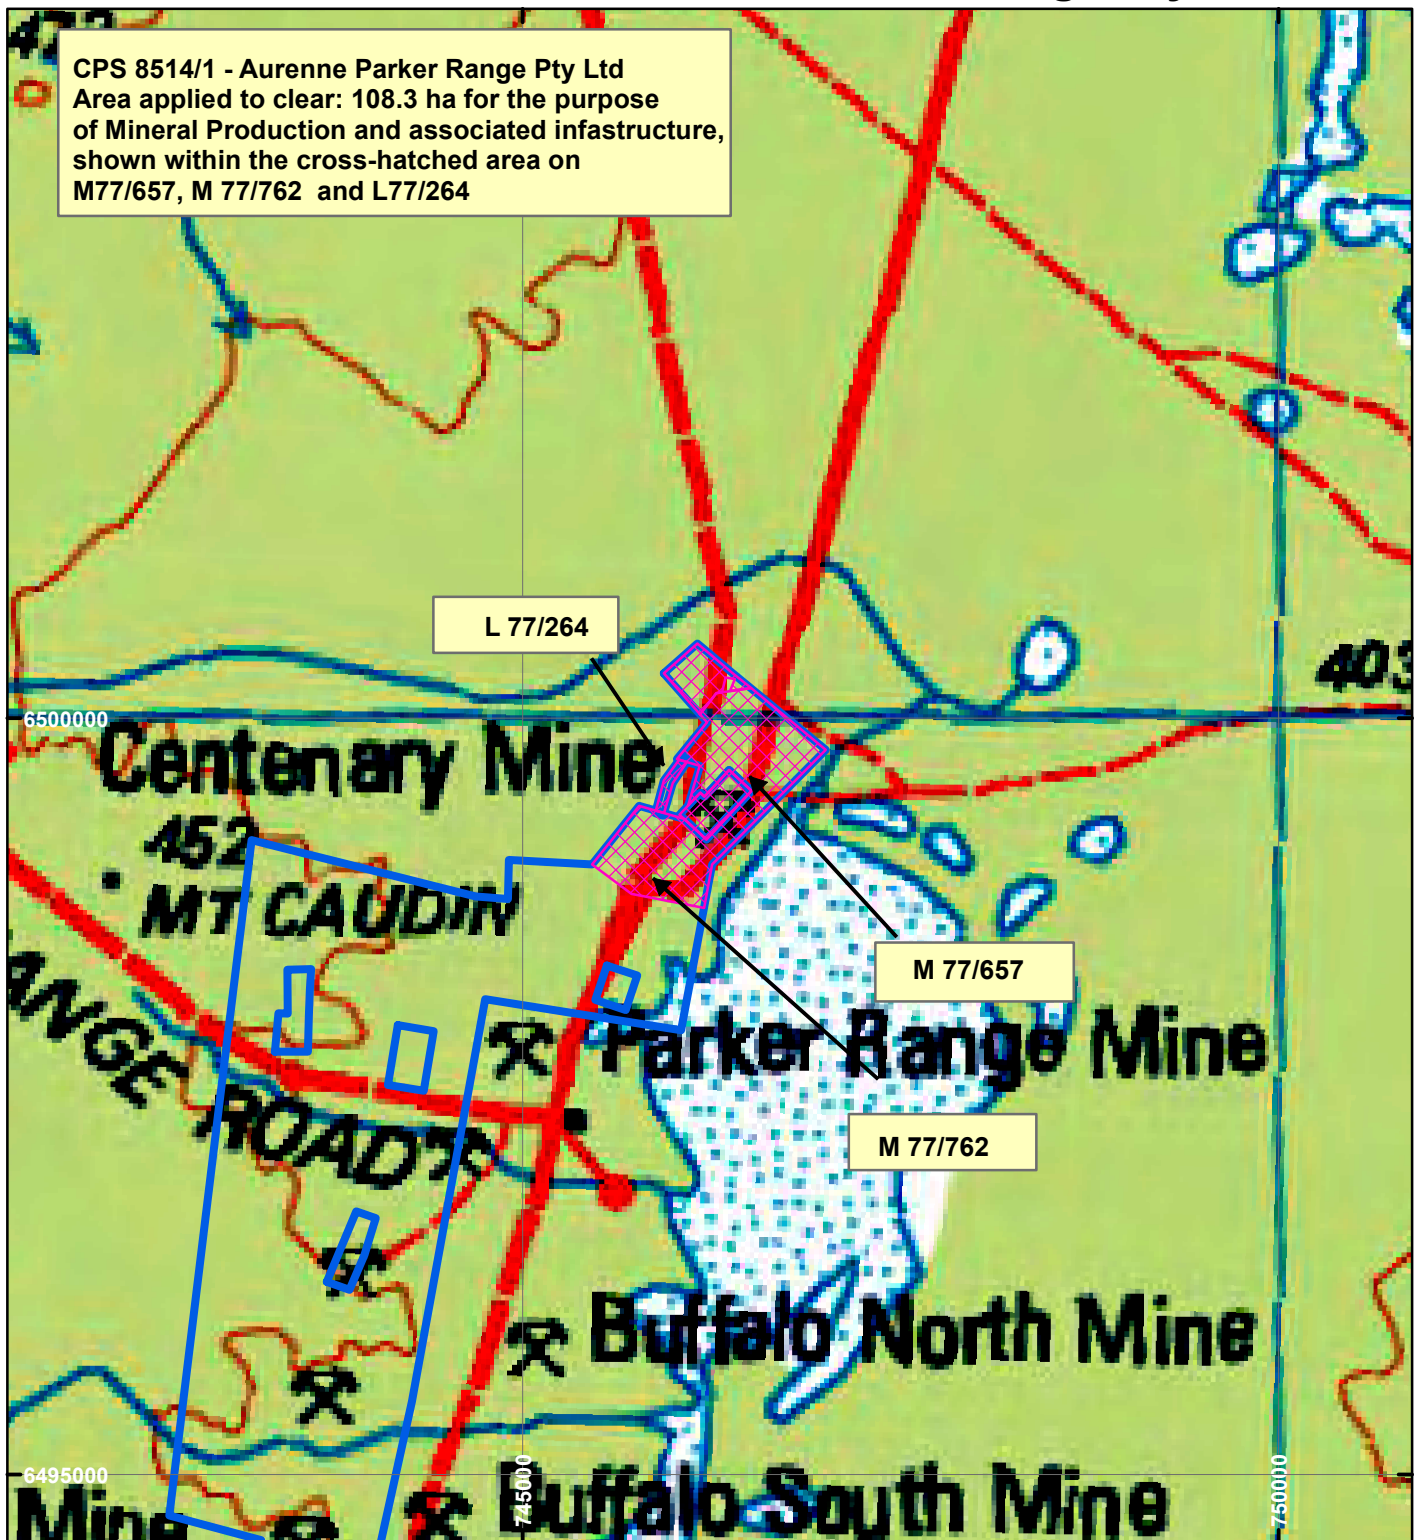 CPS 8514/1 - Aurenne Parker Range Pty Ltd
Area applied to clear: 108.3 ha for the purpose
of Mineral Production and associated infastructure,
shown within the cross-hatched area on
M77/657, M 77/762 and L77/264
L 77/264
403
6500000
Centenary Mine
452
MT CAUDIN
M 77/657
ANGE ROAD
Parker Range Mine
M 77/762
Buffalo North Mine
6495000
745000
750000
Buffalo South Mine
Mine